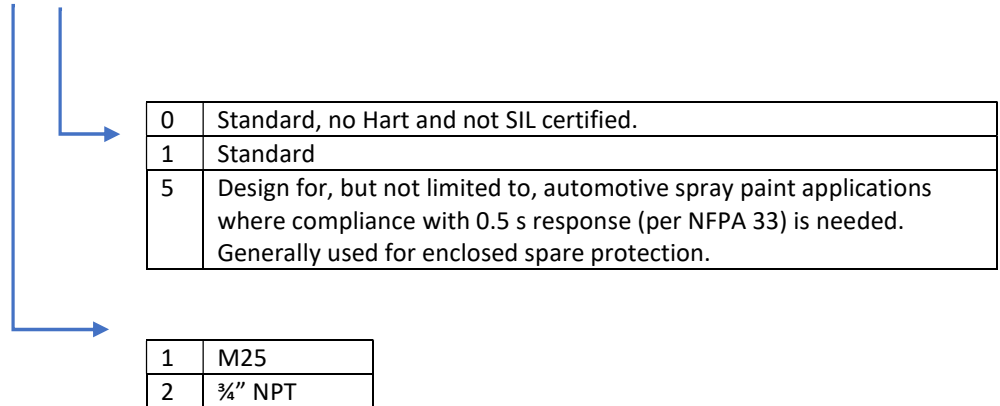 0 Standard, no Hart and not SIL certified.
1 Standard
5 Design for, but not limited to, automotive spray paint applications
where compliance with 0.5 s response (per NFPA 33) is needed.
Generally used for enclosed spare protection.
1 M25
2 ¾” NPT